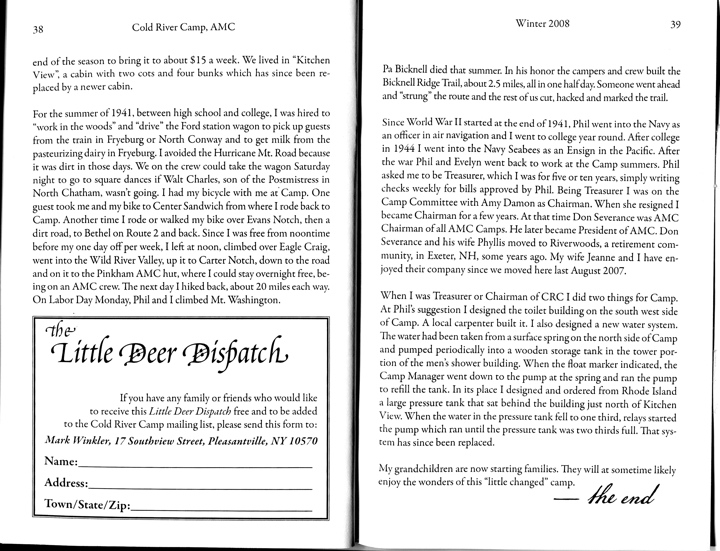 38
Cold River Camp, AMC
end of the season to bring it to about $15 a week. We lived in "Kitchen
View", a cabin with two cots and four bunks which has since been re-
placed by a newer cabin.
For the summer of 1941, between high school and college, I was hired to
"work in the woods" and "drive" the Ford station wagon to pick up guests
from the train in Fryeburg or North Conway and to get milk from the
pasteurizing dairy in Fryeburg. I avoided the Hurricane Mt. Road because
it was dirt in those days. We on the crew could take the wagon Saturday
night to go to square dances if Walt Charles, son of the Postmistress in
North Chatham, wasn't going. I had my bicycle with me at Camp. One
guest took me and my bike to Center Sandwich from where I rode back to
Camp. Another time I rode or walked my bike over Evans Notch, then a
dirt road, to Bethel on Route 2 and back. Since I was free from noontime
before my one day off per week, I left at noon, climbed over Eagle Craig,
went into the Wild River Valley, up it to Carter Notch, down to the road
and on it to the Pinkham AMC hut, where I could stay overnight free, be-
ing on an AMC crew. The next day I hiked back, about 20 miles each way.
On Labor Day Monday, Phil and I climbed Mt. Washington.
the
Little Deer Dispatch
If you have any family or friends who would like
to receive this Little Deer Dispatch free and to be added
to the Cold River Camp mailing list, please send this form to:
Mark Winkler, 17 Southview Street, Pleasantville, NY 10570
Name:
Address:
Town/State/Zip:
Winter 2008
39
Pa Bicknell died that summer. In his honor the campers and crew built the
Bicknell Ridge Trail, about 2.5 miles, all in one half day. Someone went ahead
and "strung" the route and the rest of us cut, hacked and marked the trail.
Since World War II started at the end of 1941, Phil went into the Navy as
an officer in air navigation and I went to college year round. After college
in 1944 I went into the Navy Seabees as an Ensign in the Pacific. After
the war Phil and Evelyn went back to work at the Camp summers. Phil
asked me to be Treasurer, which I was for five or ten years, simply writing
checks weekly for bills approved by Phil. Being Treasurer I was on the
Camp Committee with Amy Damon as Chairman. When she resigned I
became Chairman for a few years. At that time Don Severance was AMC
Chairman of all AMC Camps. He later became President of AMC. Don
Severance and his wife Phyllis moved to Riverwoods, a retirement com-
munity, in Exeter, NH, some years ago. My wife Jeanne and I have en-
joyed their company since we moved here last August 2007.
When I was Treasurer or Chairman of CRC I did two things for Camp.
At Phil's suggestion I designed the toilet building on the south west side
of Camp. A local carpenter built it. I also designed a new water system.
The water had been taken from a surface spring on the north side of Camp
and pumped periodically into a wooden storage tank in the tower por-
tion of the men's shower building. When the float marker indicated, the
Camp Manager went down to the pump at the spring and ran the pump
to refill the tank. In its place I designed and ordered from Rhode Island
a large pressure tank that sat behind the building just north of Kitchen
View. When the water in the pressure tank fell to one third, relays started
the pump which ran until the pressure tank was two thirds full. That sys-
tem has since been replaced.
My grandchildren are now starting families. They will at sometime likely
enjoy the wonders of this "little changed" camp.
— the end